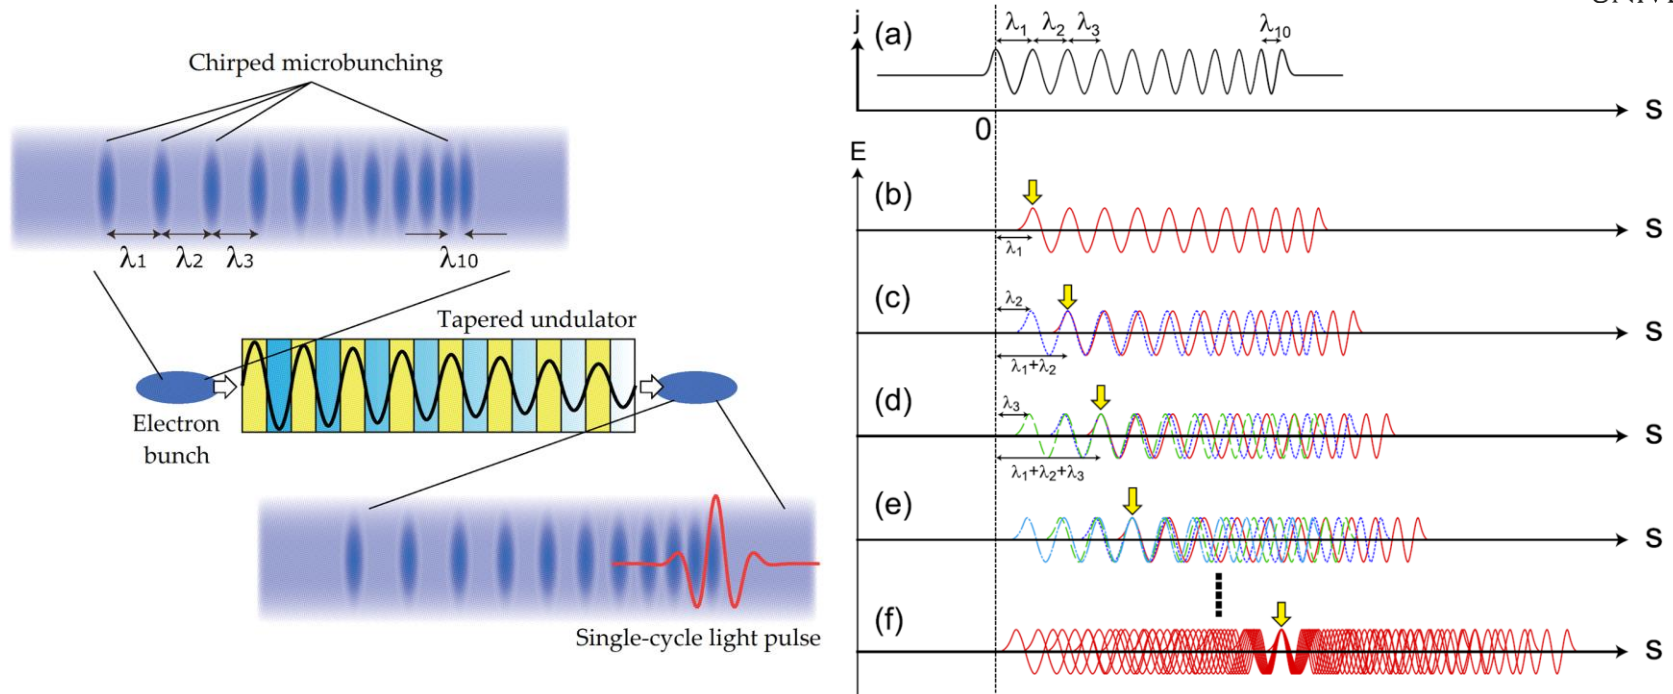 Chirped microbunching
λ1 λ2 λ3 λ10
Tapered undulator
Electron
bunch
Single-cycle light pulse
j (a) λ1 λ2 λ3 λ10
S
0
E
(b) S
λ1
(c) λ2 S
λ1+λ2
(d) λ3 S
λ1+λ2+λ3
(e) S
(f) S